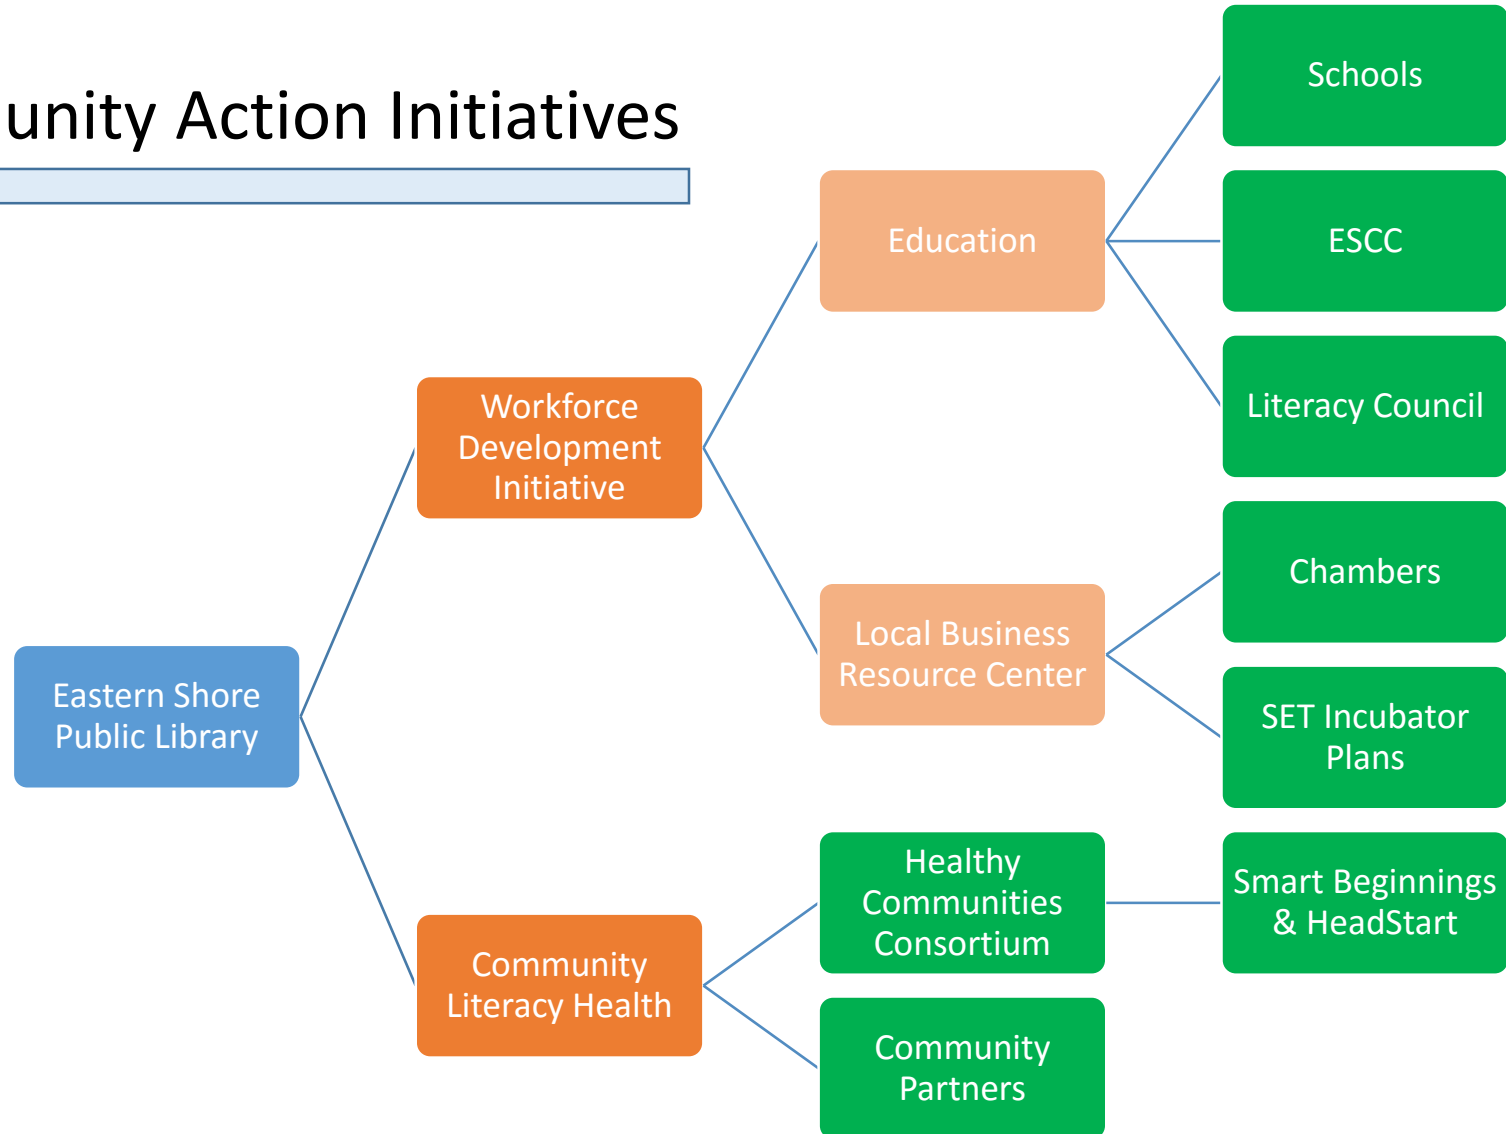 unity Action Initiatives
Schools
Education
ESCC
Workforce
Development
Initiative
Literacy Council
Chambers
Local Business
Resource Center
Eastern Shore
Public Library
SET Incubator
Plans
Healthy
Communities
Consortium
Smart Beginnings
& HeadStart
Community
Literacy Health
Community
Partners